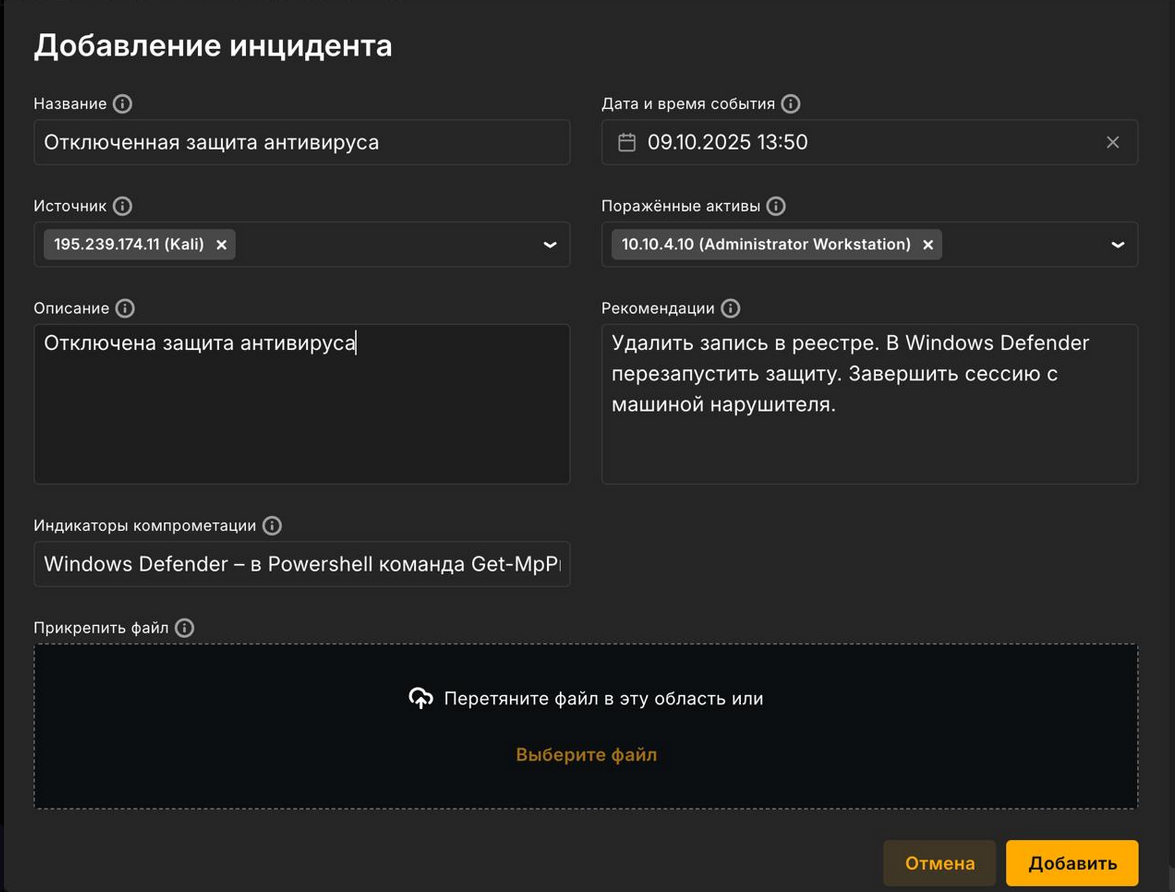 Добавление инцидента
Название
Дата и время события
Отключенная защита антивируса
09.10.2025 13:50
Источник
Поражённые активы
195.239.174.11 (Kali)
10.10.4.10 (Administrator Workstation)
Описание
Рекомендации
Отключена защита антивируса
Удалить запись в реестре. В Windows Defender
перезапустить защиту. Завершить сессию с
машиной нарушителя.
Индикаторы компрометации
Windows Defender – в Powershell команда Get-MpP
Прикрепить файл
Перетяните файл в эту область или
Выберите файл
Отмена
Добавить